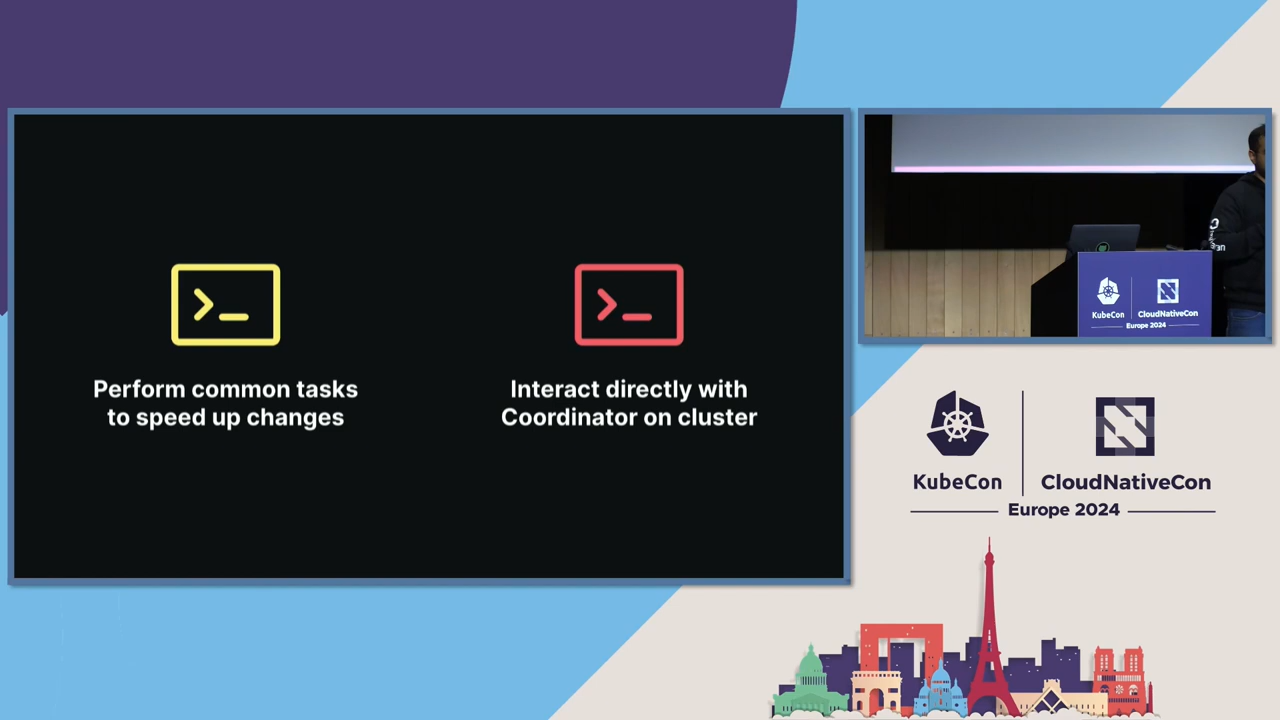 >_
Perform common tasks
to speed up changes
>_
Interact directly with
Coordinator on cluster
KubeCon
CloudNativeCon
Europe 2024
KubeCon
CloudNativeCon
Europe 2024